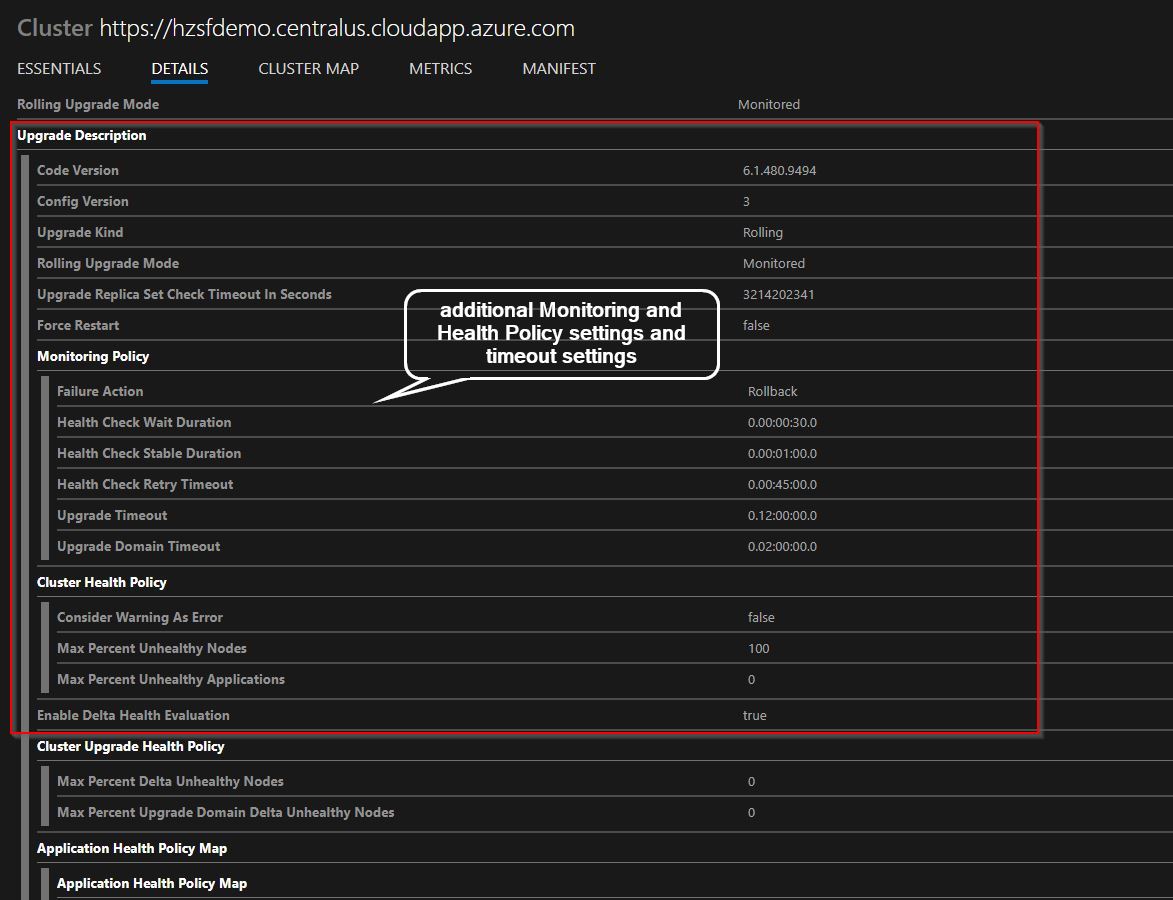 Cluster https://hzsfdemo.centralus.cloudapp.azure.com
ESSENTIALS DETAILS CLUSTER MAP METRICS MANIFEST
Rolling Upgrade Mode Monitored
Upgrade Description
Code Version 6.1.480.9494
Config Version 3
Upgrade Kind Rolling
Rolling Upgrade Mode Monitored
Upgrade Replica Set Check Timeout In Seconds 3214202341
Force Restart false
additional Monitoring and
Health Policy settings and
timeout settings
Monitoring Policy
Failure Action Rollback
Health Check Wait Duration 0.00:00:30.0
Health Check Stable Duration 0.00:01:00.0
Health Check Retry Timeout 0.00:45:00.0
Upgrade Timeout 0.12:00:00.0
Upgrade Domain Timeout 0.02:00:00.0
Cluster Health Policy
Consider Warning As Error false
Max Percent Unhealthy Nodes 100
Max Percent Unhealthy Applications 0
Enable Delta Health Evaluation true
Cluster Upgrade Health Policy
Max Percent Delta Unhealthy Nodes 0
Max Percent Upgrade Domain Delta Unhealthy Nodes 0
Application Health Policy Map
Application Health Policy Map